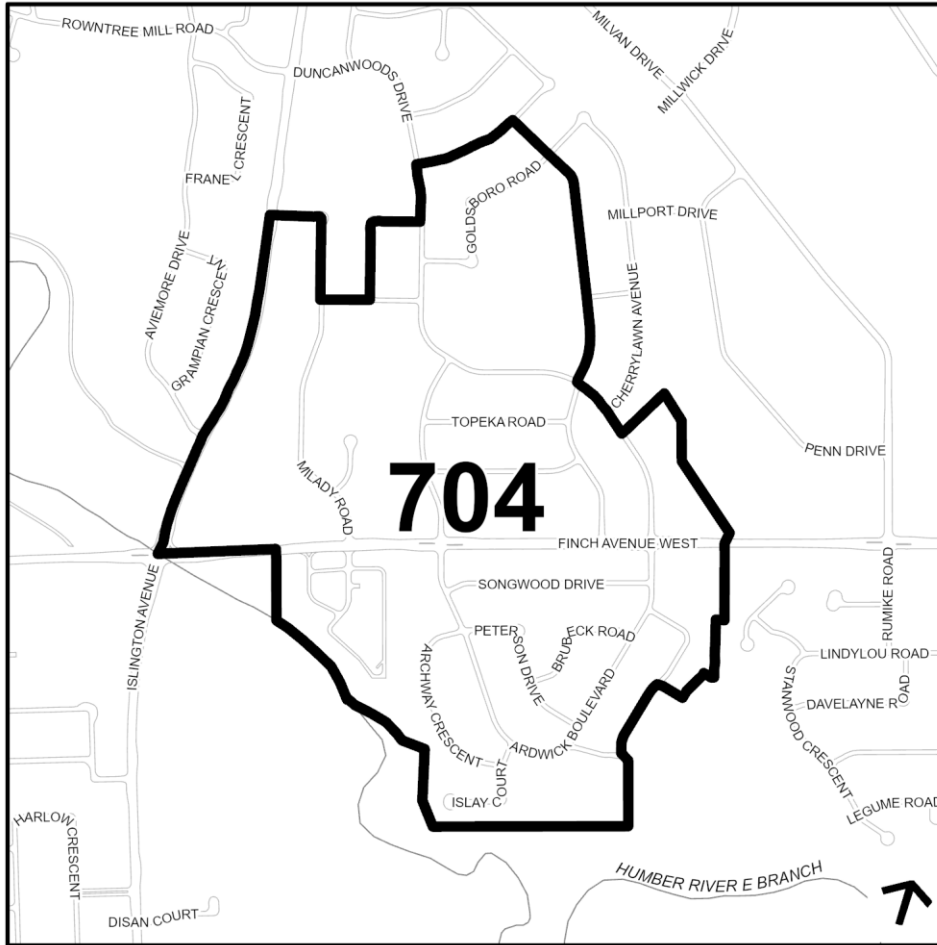 ROWNTREE MILL ROAD
DUNCANWOODS DRIVE
MILVAN DRIVE
MILLWICK DRIVE
FRANEL CRESCENT
GOLDSBORO ROAD
MILLPORT DRIVE
AVIEMORE DRIVE
GRAMPIAN CRESCENT
CHERRYLAWN AVENUE
TOPEKA ROAD
PENN DRIVE
MILADY ROAD
704
FINCH AVENUE WEST
ISLINGTON AVENUE
SONGWOOD DRIVE
RUMIKE ROAD
PETERSON DRIVE
BRUBECK ROAD
ARCHWAY CRESCENT
LINDYLOU ROAD
STANWOOD CRESCENT
DAVELAYNE ROAD
ARDWICK BOULEVARD
ISLAY COURT
LEGUME ROAD
HARLOW CRESCENT
HUMBER RIVER E BRANCH
DISAN COURT